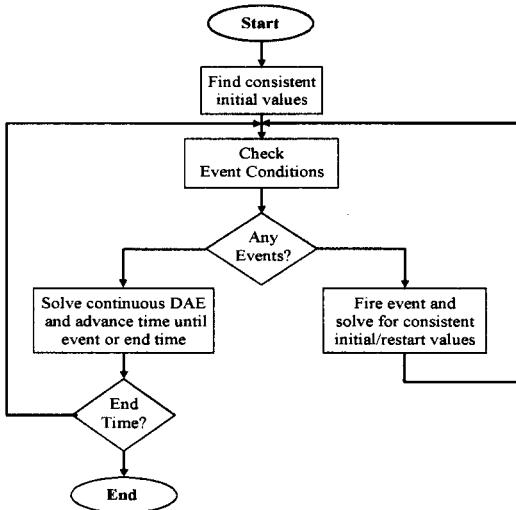 Start
Find consistent
initial values
Check
Event Conditions
Any
Events?
Solve continuous DAE
and advance time until
event or end time
Fire event and
solve for consistent
initial/restart values
End
Time?
End